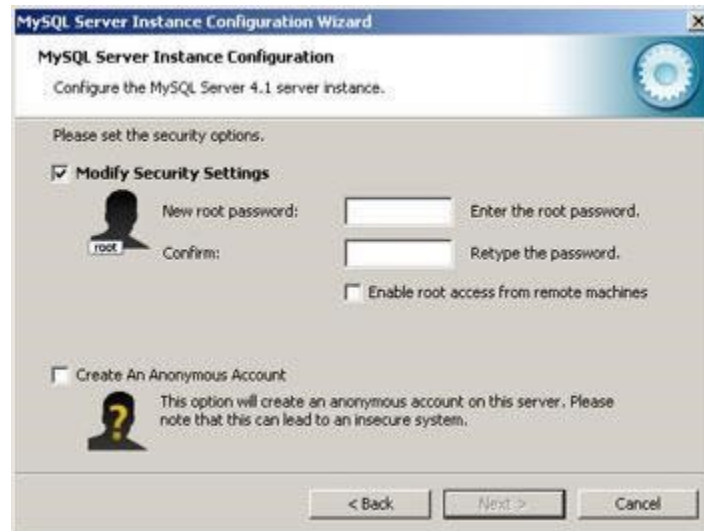 MySQL Server Instance Configuration Wizard
MySQL Server Instance Configuration
Configure the MySQL Server 4.1 server instance.
Please set the security options.
Modify Security Settings
root
New root password:
Enter the root password.
Confirm:
Retype the password.
Enable root access from remote machines
Create An Anonymous Account
This option will create an anonymous account on this server. Please
note that this can lead to an insecure system.
< Back
Next >
Cancel